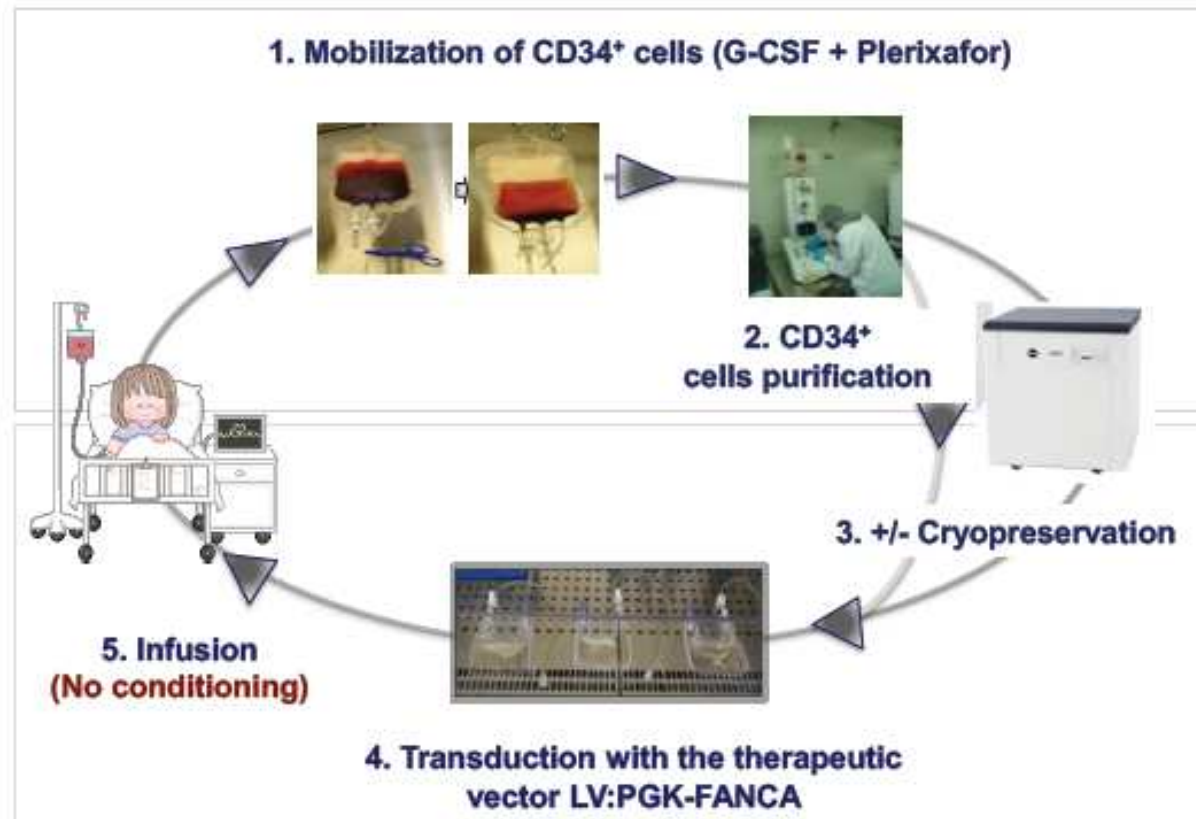 1. Mobilization of CD34⁺ cells (G-CSF + Plerixafor)
2. CD34⁺
cells purification
3. +/- Cryopreservation
4. Transduction with the therapeutic
vector LV:PGK-FANCA
5. Infusion
(No conditioning)